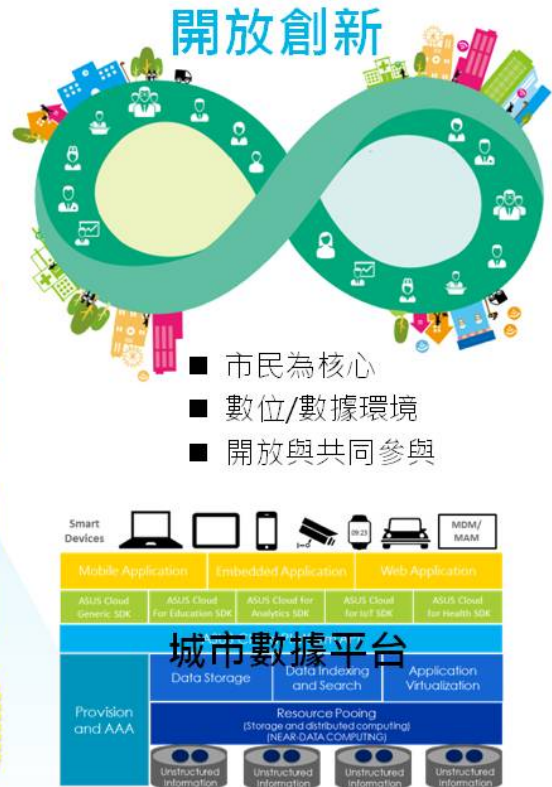 開放創新
■ 市民為核心
■ 數位/數據環境
■ 開放與共同參與
Smart
Devices
09:23
MDM/
MAM
Mobile Application
Embedded Application
Web Application
ASUS Cloud
Generic SDK
ASUS Cloud
For Education SDK
ASUS Cloud for
Analytics SDK
ASUS Cloud
for IoT SDK
ASUS Cloud
for Health SDK
城市數據平台
Provision
and AAA
Data Storage
Data Indexing
and Search
Application
Virtualization
Resource Pooing
(Storage and distributed computing)
(NEAR-DATA COMPUTING)
Unstructured
Information
Unstructured
Information
Unstructured
Information
Unstructured
Information